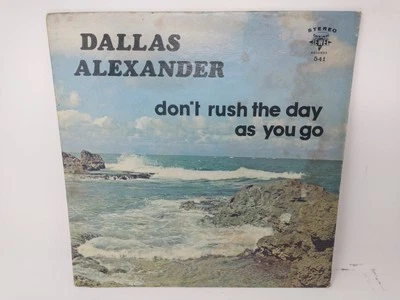 DALLAS
ALEXANDER
don't rush the day
as you go
STEREO
541